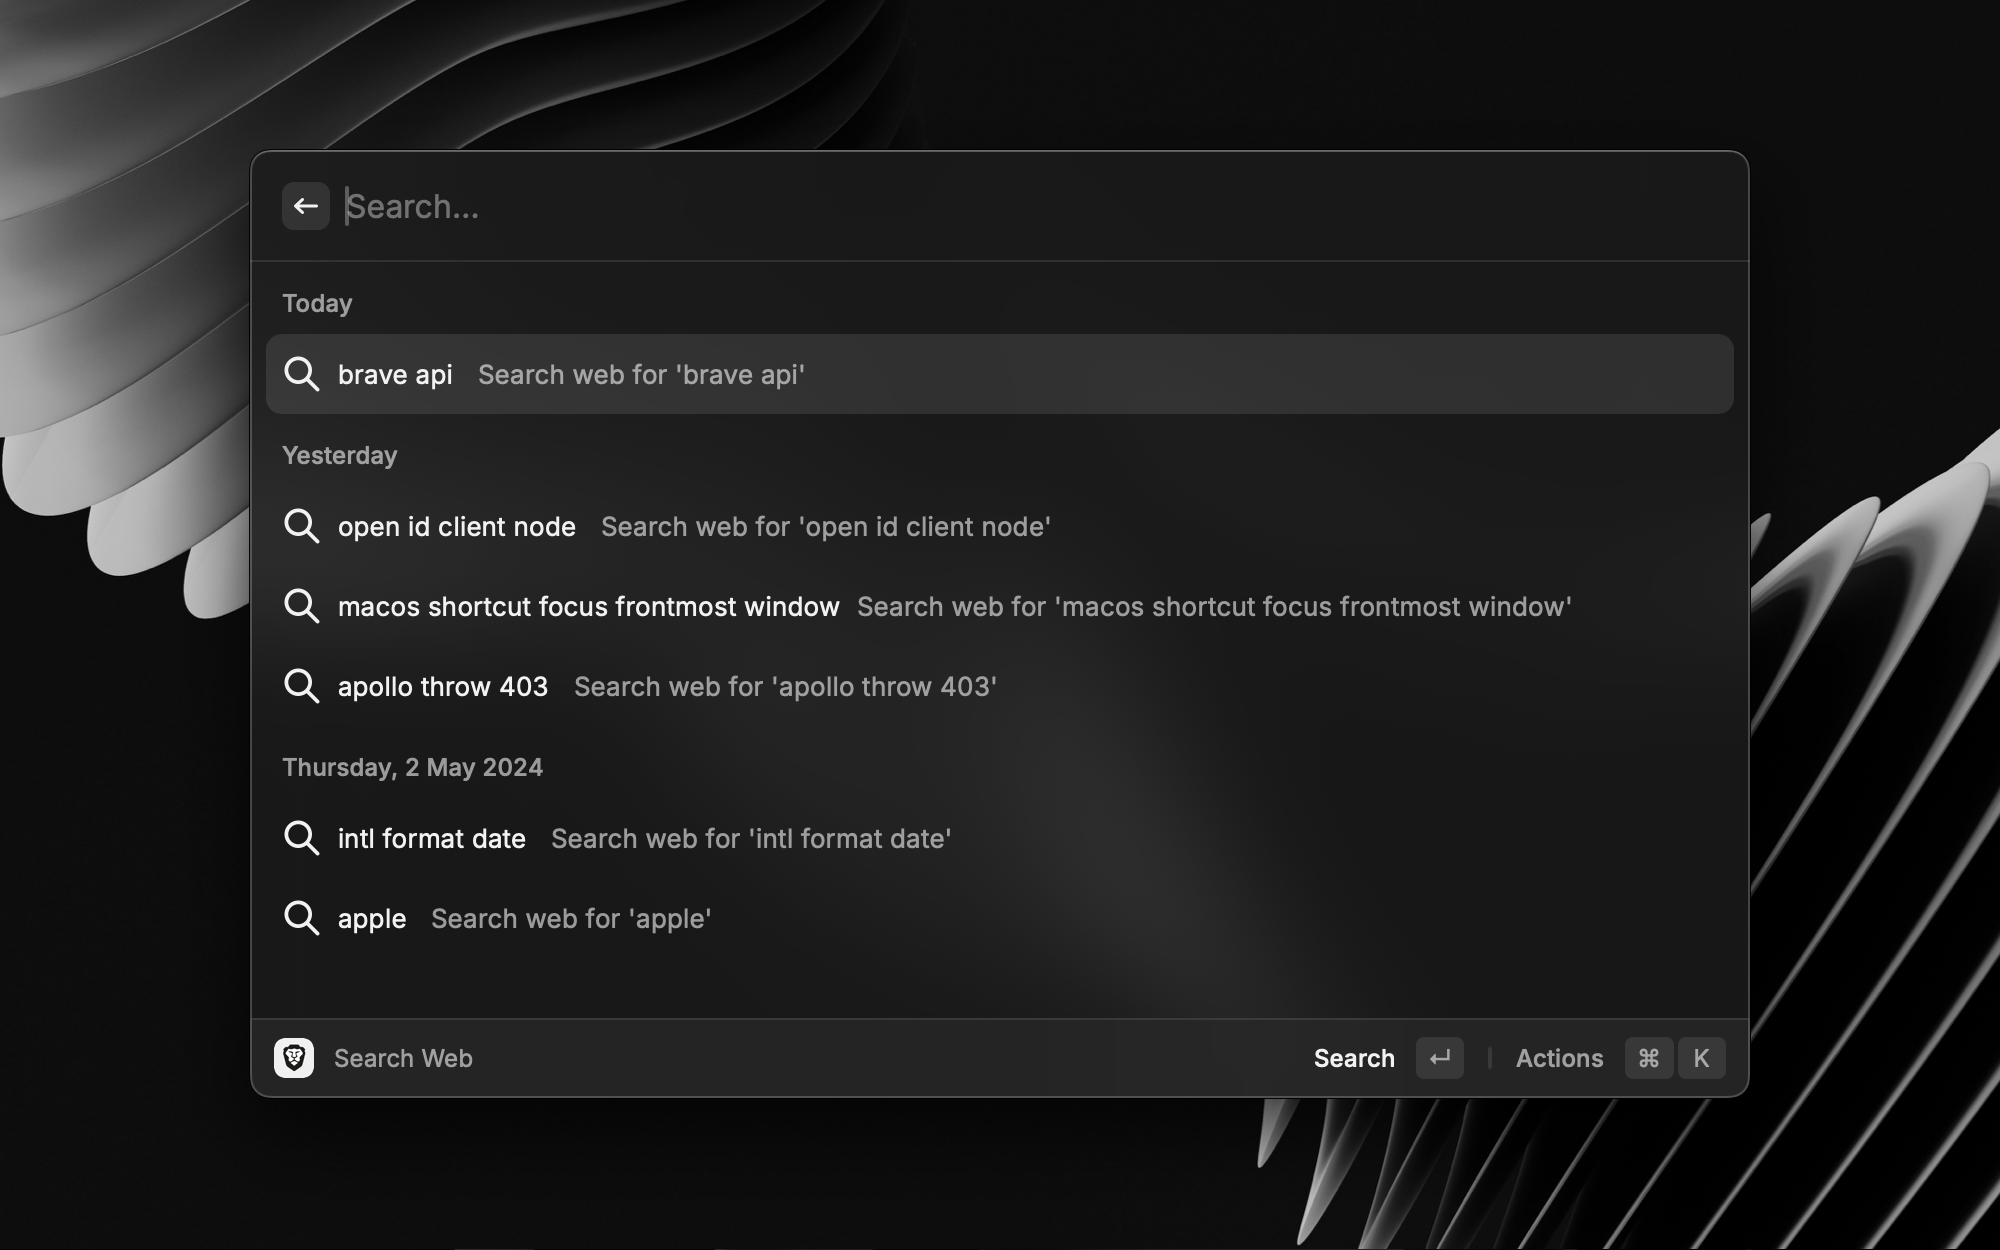 Search...
Today
brave api Search web for 'brave api'
Yesterday
open id client node Search web for 'open id client node'
macos shortcut focus frontmost window Search web for 'macos shortcut focus frontmost window'
apollo throw 403 Search web for 'apollo throw 403'
Thursday, 2 May 2024
intl format date Search web for 'intl format date'
apple Search web for 'apple'
Search Web Search ↵ Actions ⌘ K